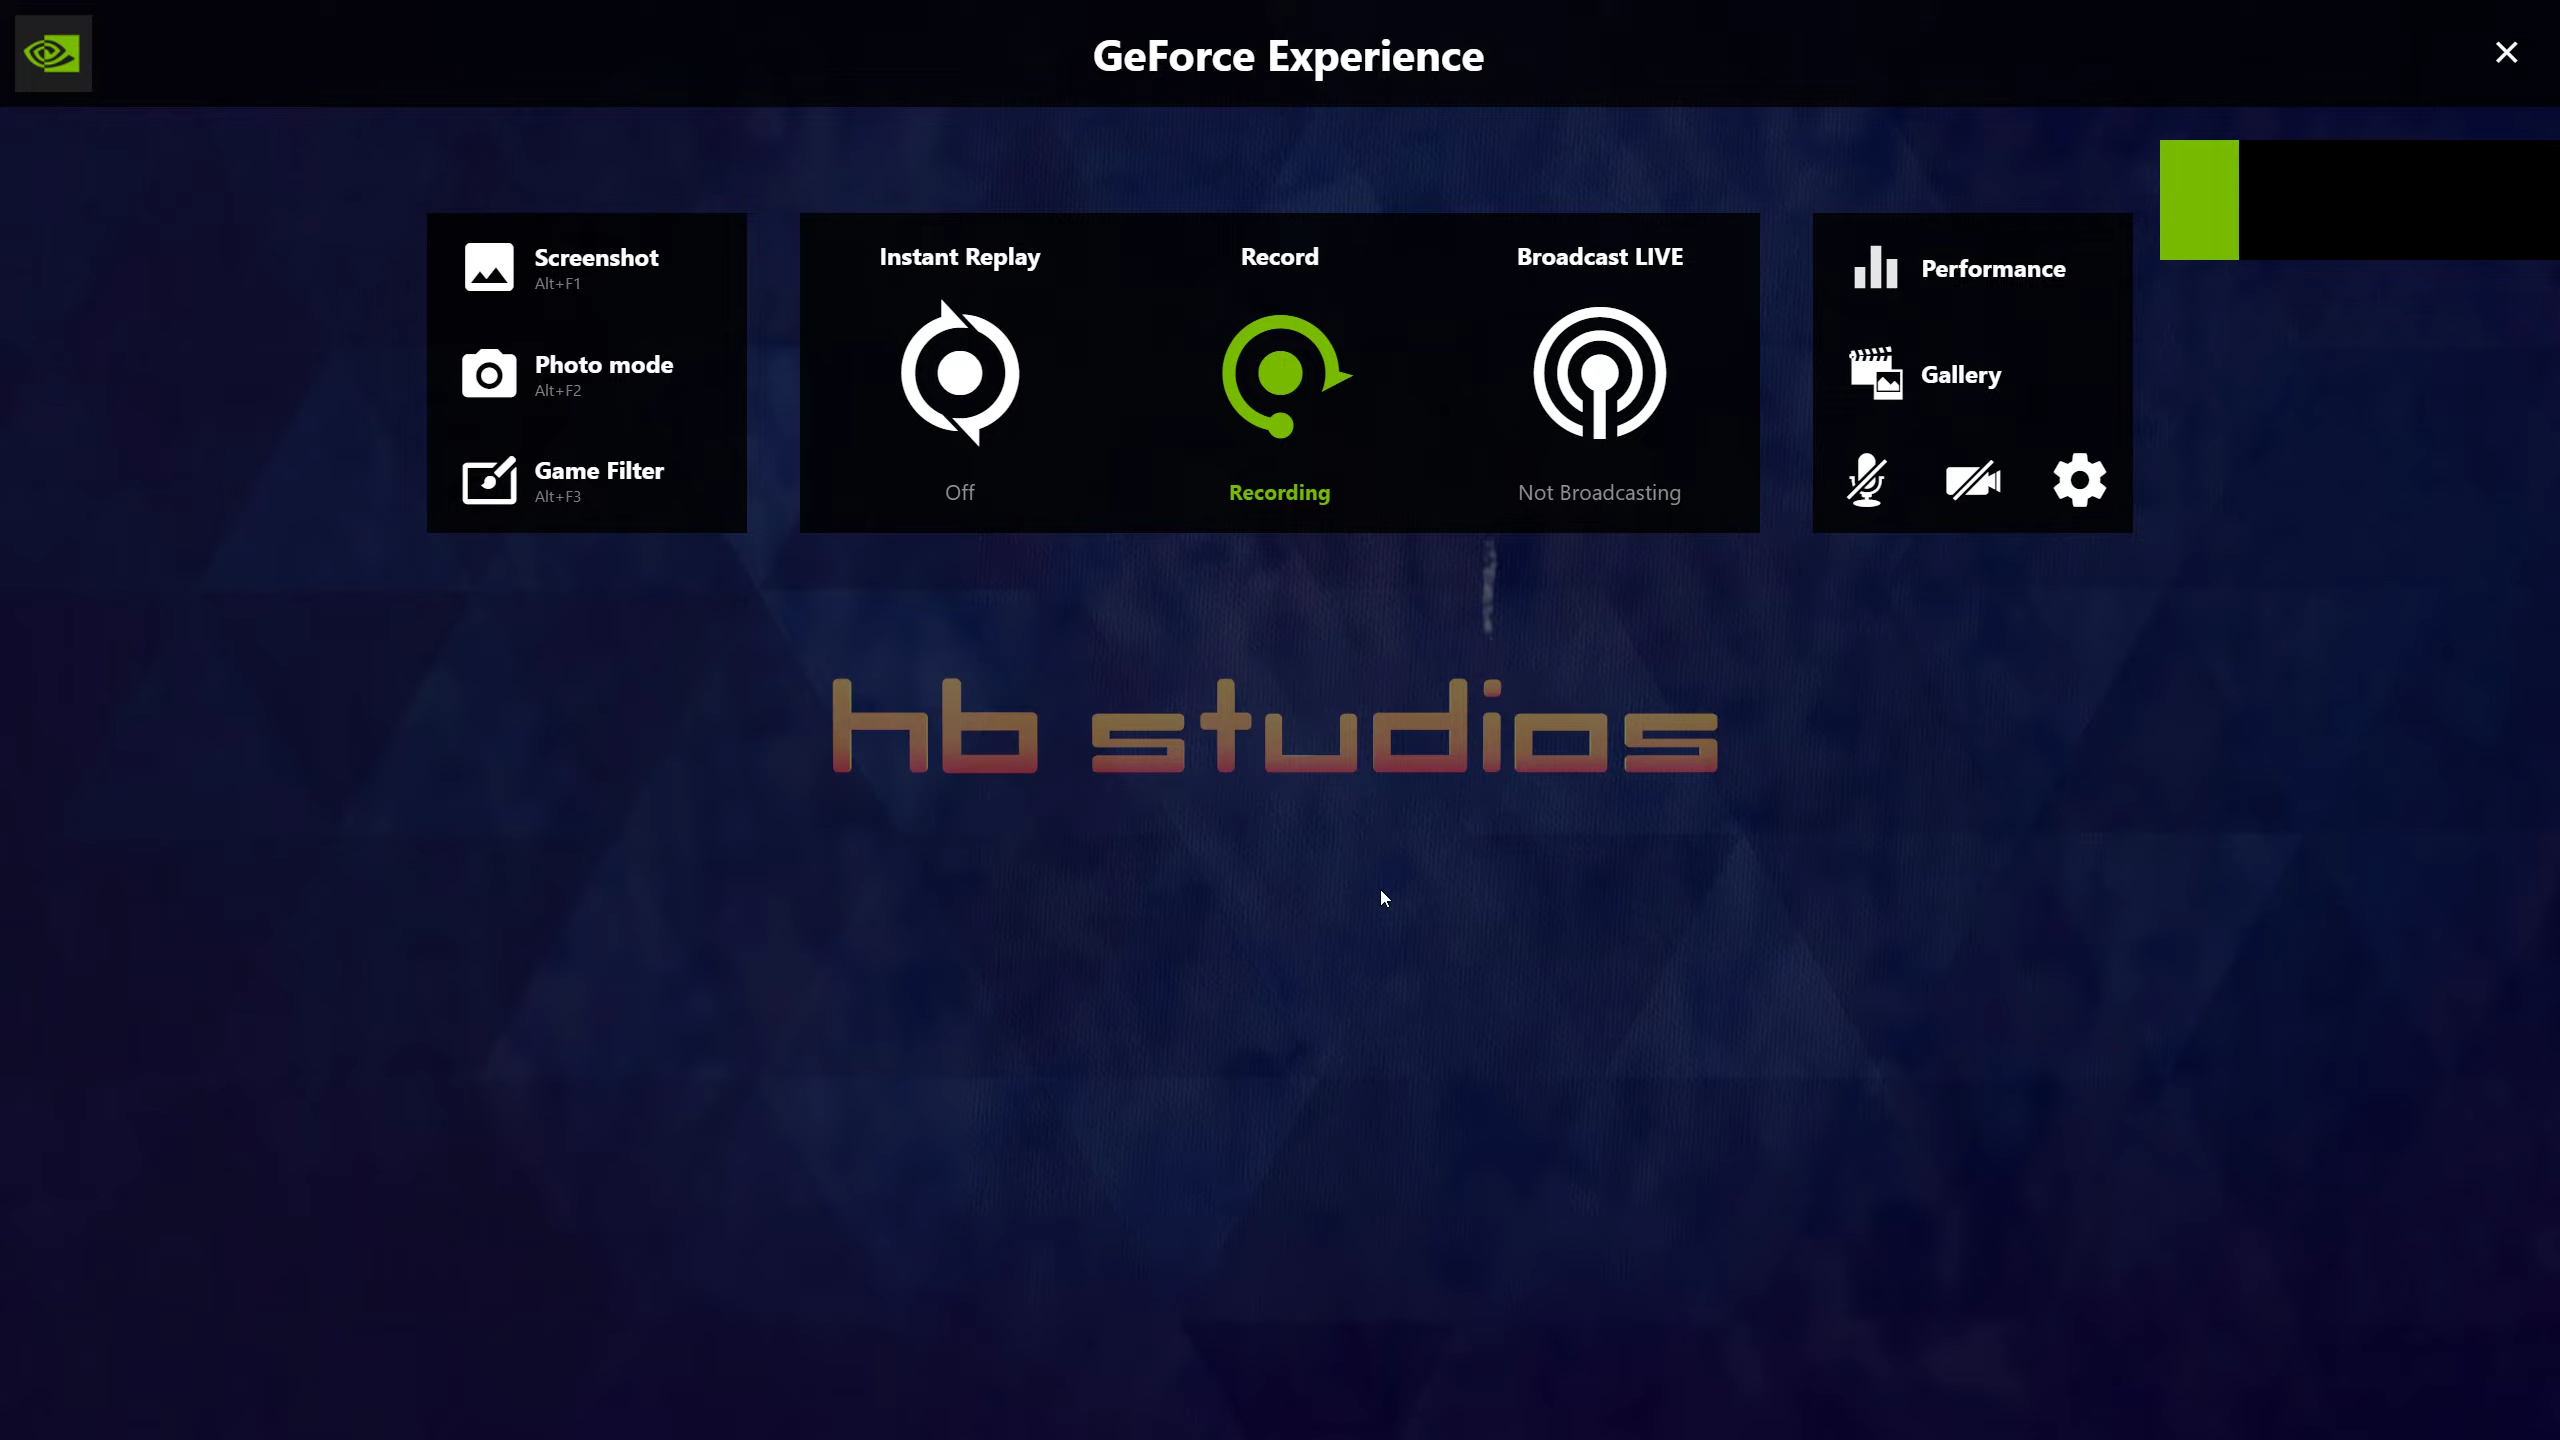 GeForce Experience
Screenshot
Alt+F1
Photo mode
Alt+F2
Game Filter
Alt+F3
Instant Replay
Off
Record
Recording
Broadcast LIVE
Not Broadcasting
Performance
Gallery
hb studios